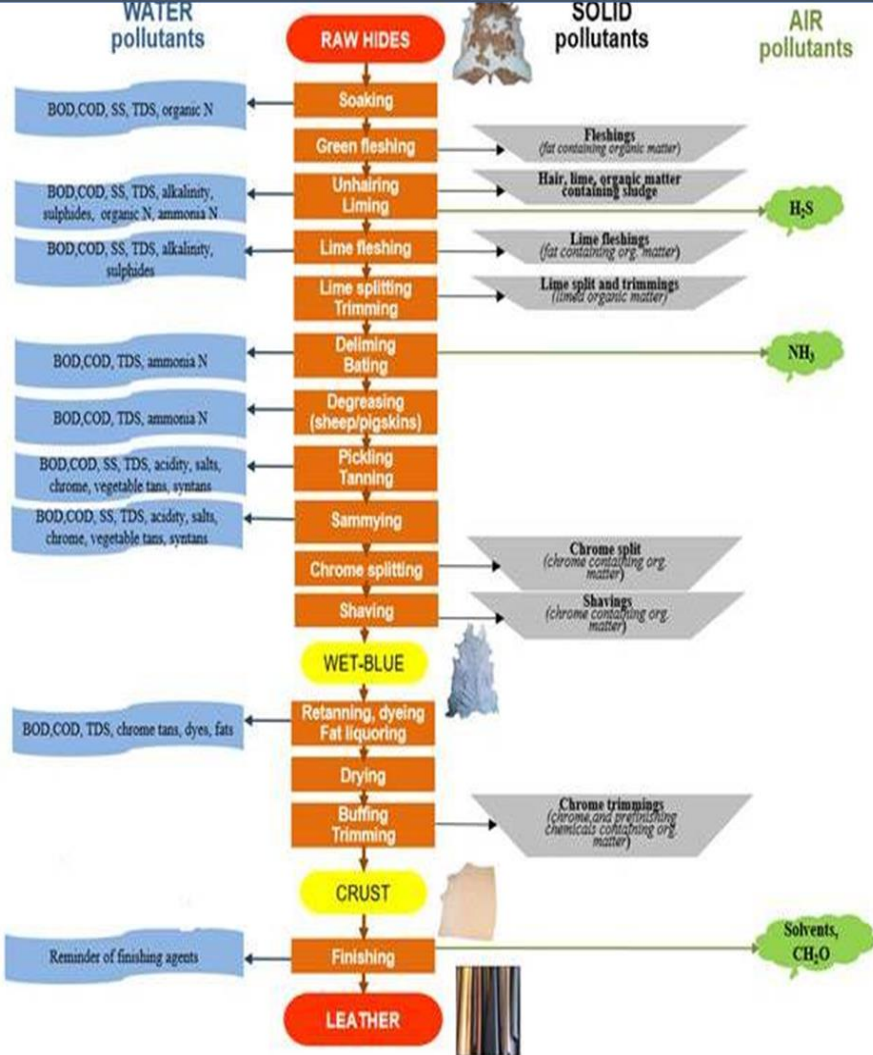 WATER
pollutants
RAW HIDES
SOLID
pollutants
AIR
pollutants
BOD,COD, SS, TDS, organic N
Soaking
Green fleshing
Fleshings
(fat containing organic matter)
BOD,COD, SS, TDS, alkalinity,
sulphides, organic N, ammonia N
Unhairing
Liming
Hair, lime, organic matter
containing sludge
H₂S
BOD,COD, SS, TDS, alkalinity,
sulphides
Lime fleshing
Lime fleshings
(fat containing org. matter)
Lime splitting
Trimming
Lime split and trimmings
(limed organic matter)
BOD,COD, TDS, ammonia N
Deliming
Bating
NH₃
BOD,COD, TDS, ammonia N
Degreasing
(sheep/pigskins)
BOD,COD, SS, TDS, acidity, salts,
chrome, vegetable tans, syntans
Pickling
Tanning
BOD,COD, SS, TDS, acidity, salts,
chrome, vegetable tans, syntans
Sammying
Chrome splitting
Chrome split
(chrome containing org.
matter)
Shaving
Shavings
(chrome containing org.
matter)
WET-BLUE
BOD,COD, TDS, chrome tans, dyes, fats
Retanning, dyeing
Fat liquoring
Drying
Buffing
Trimming
Chrome trimmings
(chrome,and prefinishing
chemicals containing org.
matter)
CRUST
Reminder of finishing agents
Finishing
Solvents,
CH₂O
LEATHER